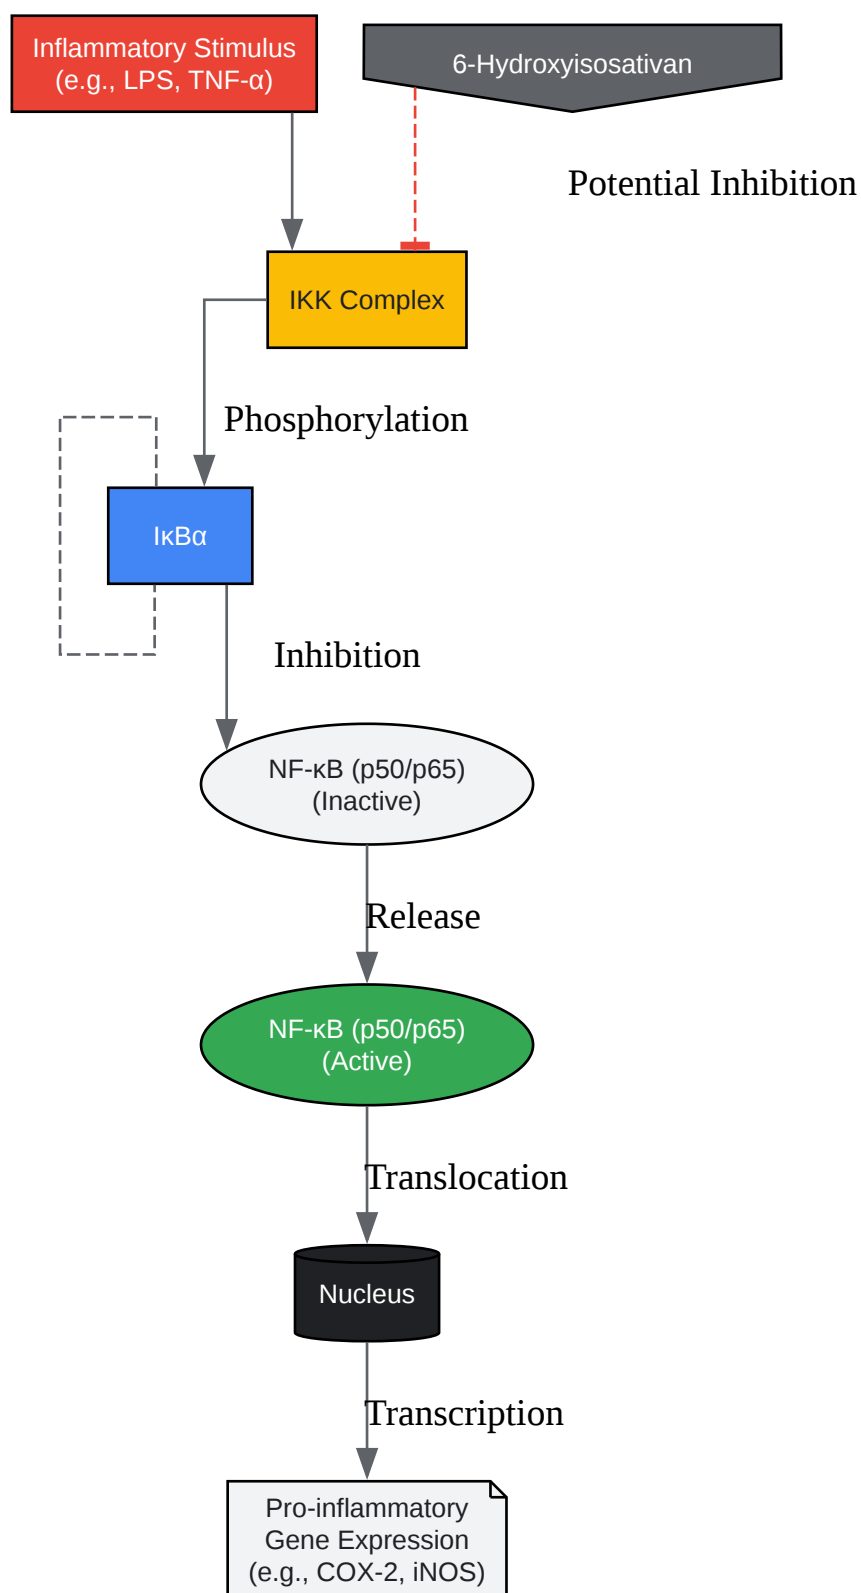 Inflammatory Stimulus
(e.g., LPS, TNF-α)
6-Hydroxyisosativan
Potential Inhibition
IKK Complex
Phosphorylation
IκBα
Inhibition
NF-κB (p50/p65)
(Inactive)
Release
NF-κB (p50/p65)
(Active)
Translocation
Nucleus
Transcription
Pro-inflammatory
Gene Expression
(e.g., COX-2, iNOS)